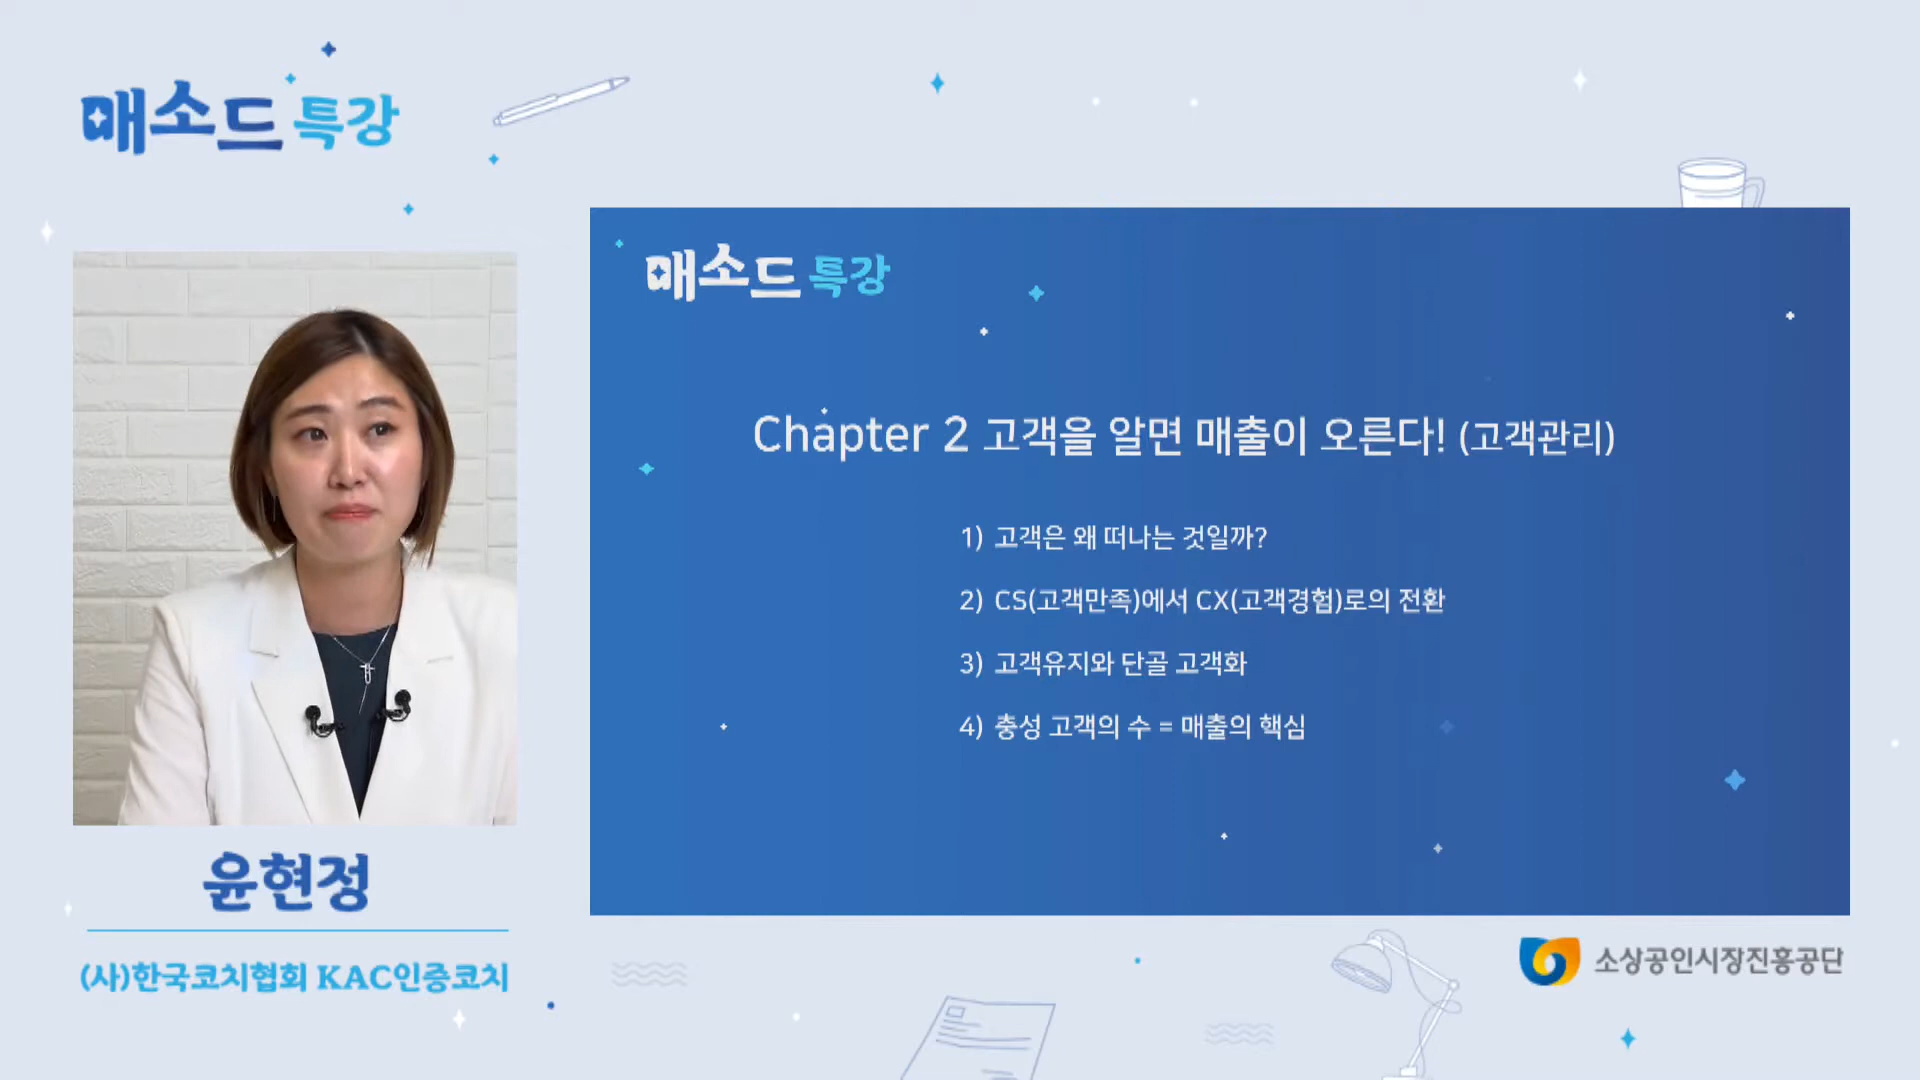 매소드 특강
매소드 특강
Chapter 2 고객을 알면 매출이 오른다! (고객관리)
1) 고객은 왜 떠나는 것일까?
2) CS(고객만족)에서 CX(고객경험)로의 전환
3) 고객유지와 단골 고객화
4) 충성 고객의 수 = 매출의 핵심
윤현정
(사)한국코치협회 KAC인증코치
소상공인시장진흥공단